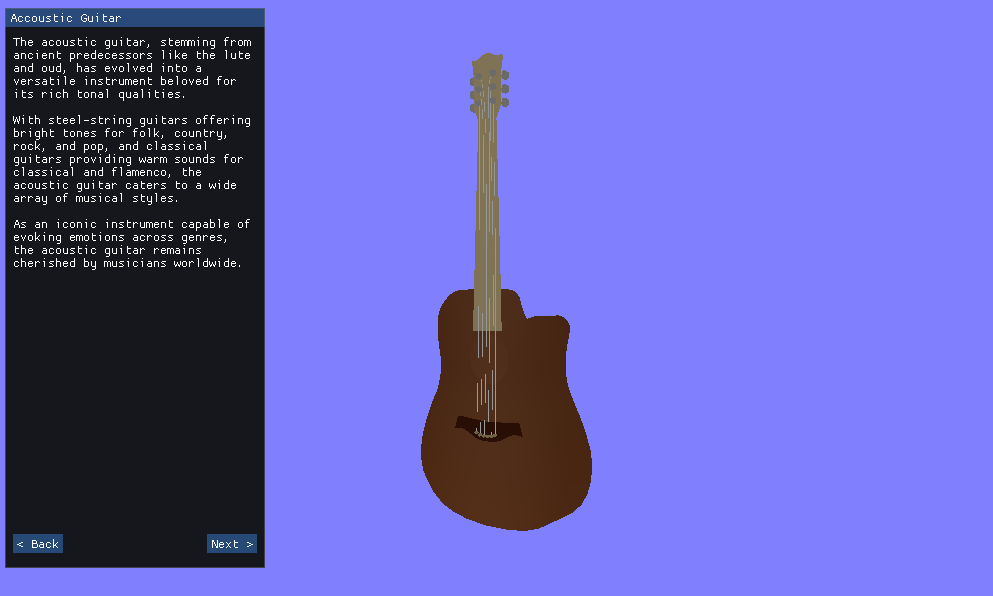 Accoustic Guitar
The acoustic guitar, stemming from
ancient predecessors like the lute
and oud, has evolved into a
versatile instrument beloved for
its rich tonal qualities.
With steel-string guitars offering
bright tones for folk, country,
rock, and pop, and classical
guitars providing warm sounds for
classical and flamenco, the
acoustic guitar caters to a wide
array of musical styles.
As an iconic instrument capable of
evoking emotions across genres,
the acoustic guitar remains
cherished by musicians worldwide.
< Back
Next >